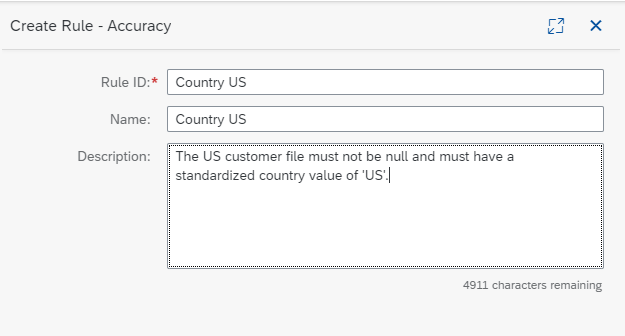 Create Rule - Accuracy
Rule ID:* Country US
Name: Country US
Description: The US customer file must not be null and must have a
standardized country value of 'US'.
4911 characters remaining